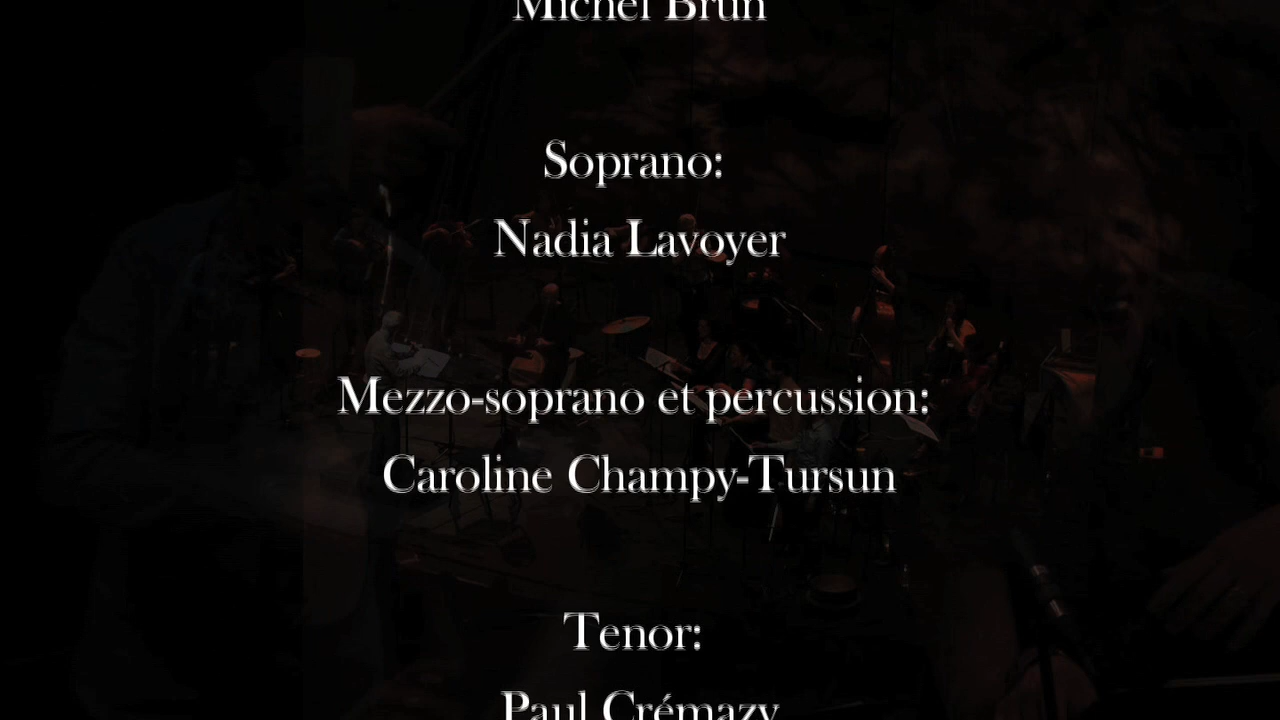 Michel Brun
Soprano:
Nadia Lavoyer
Mezzo-soprano et percussion:
Caroline Champy-Tursun
Tenor:
Paul Crémazy